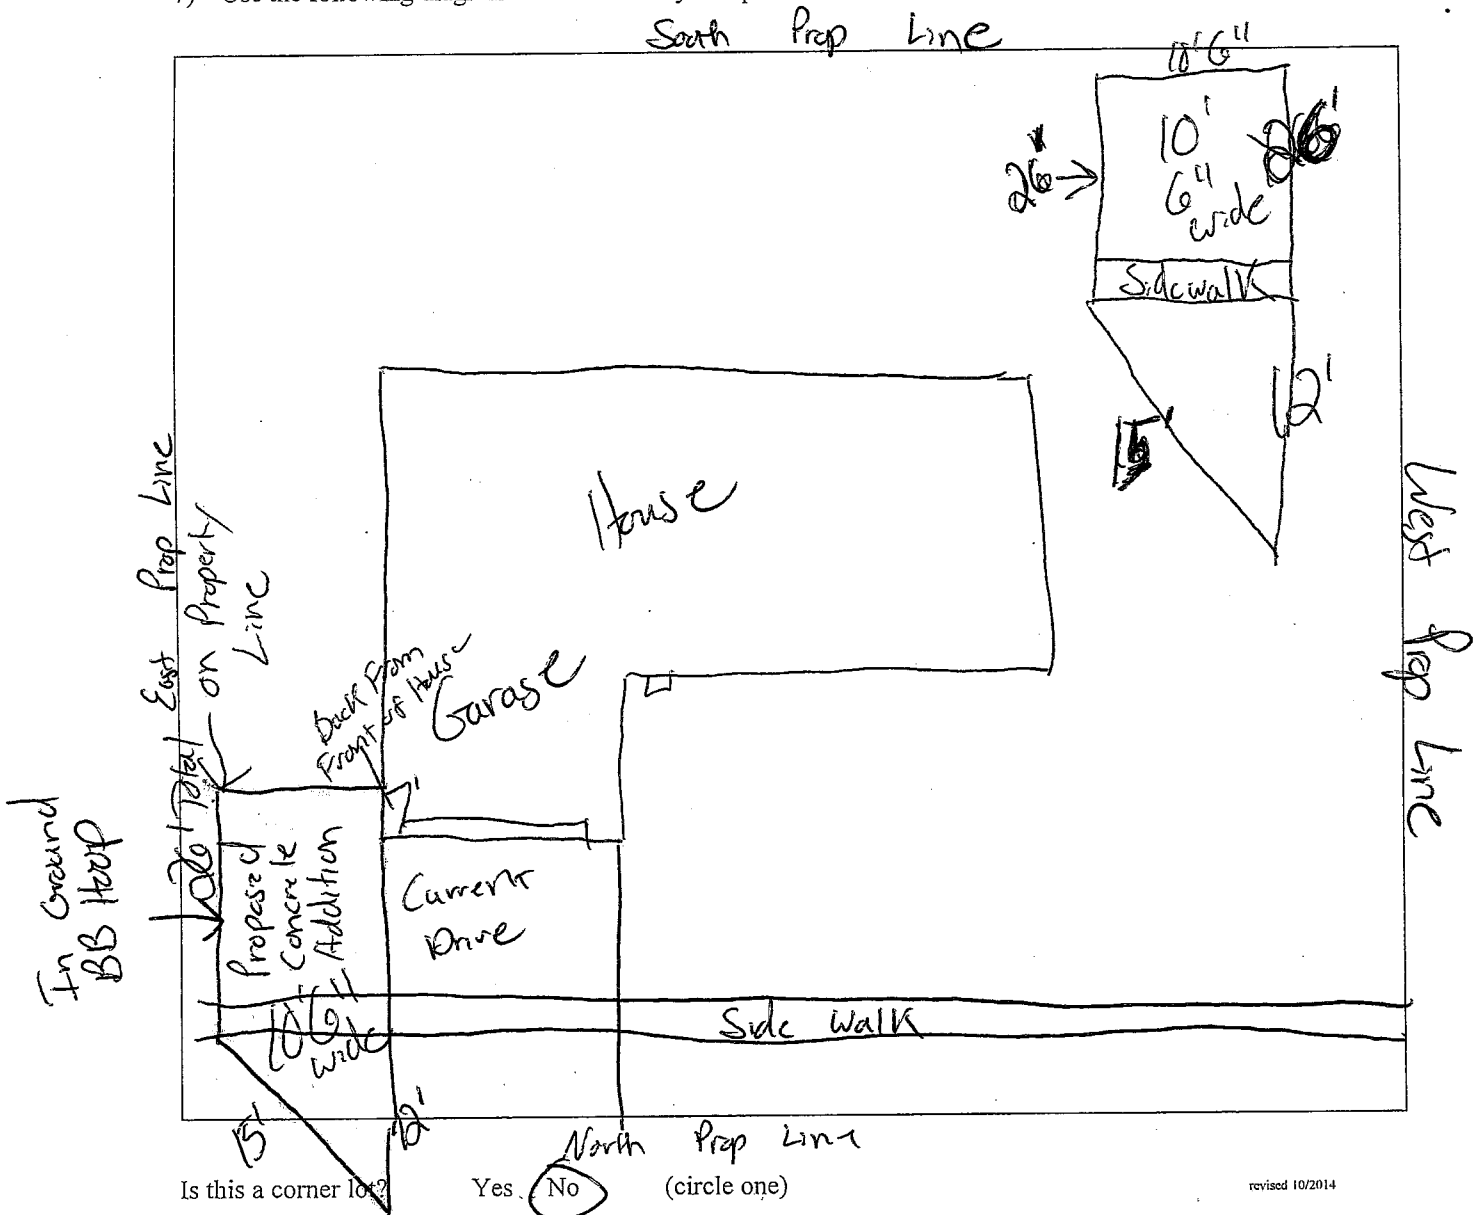 South Prop Line
10' 6"
10'
6"
wide
26'
26'
Sidewalk
12'
15'
House
East Prop Line
on Property
Line
West Prop Line
Back From
Front of House
Garage
26' Total
In Ground
BB Hoop
Proposed
Concrete
Addition
10' 6"
wide
Current
Drive
Side Walk
15'
12'
North Prop Line
Is this a corner lot? Yes No (circle one)
revised 10/2014